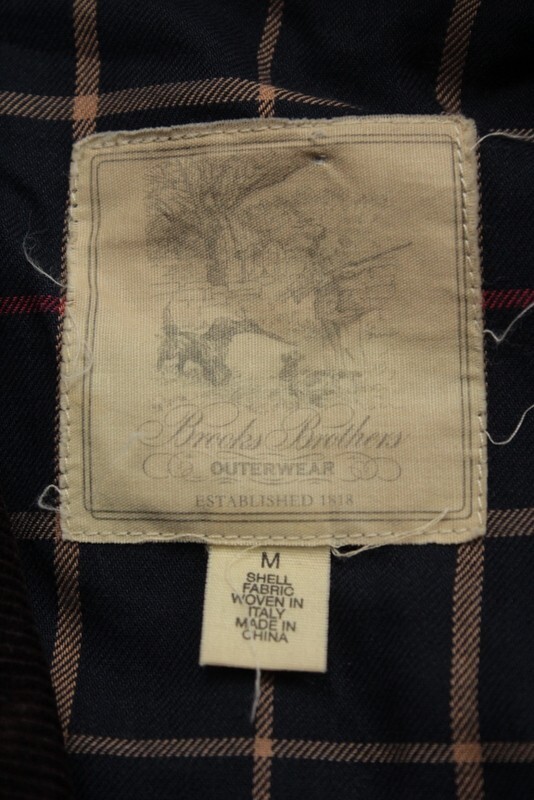 Brooks Brothers
OUTERWEAR
ESTABLISHED 1818
M
SHELL
FABRIC
WOVEN IN
ITALY
MADE IN
CHINA